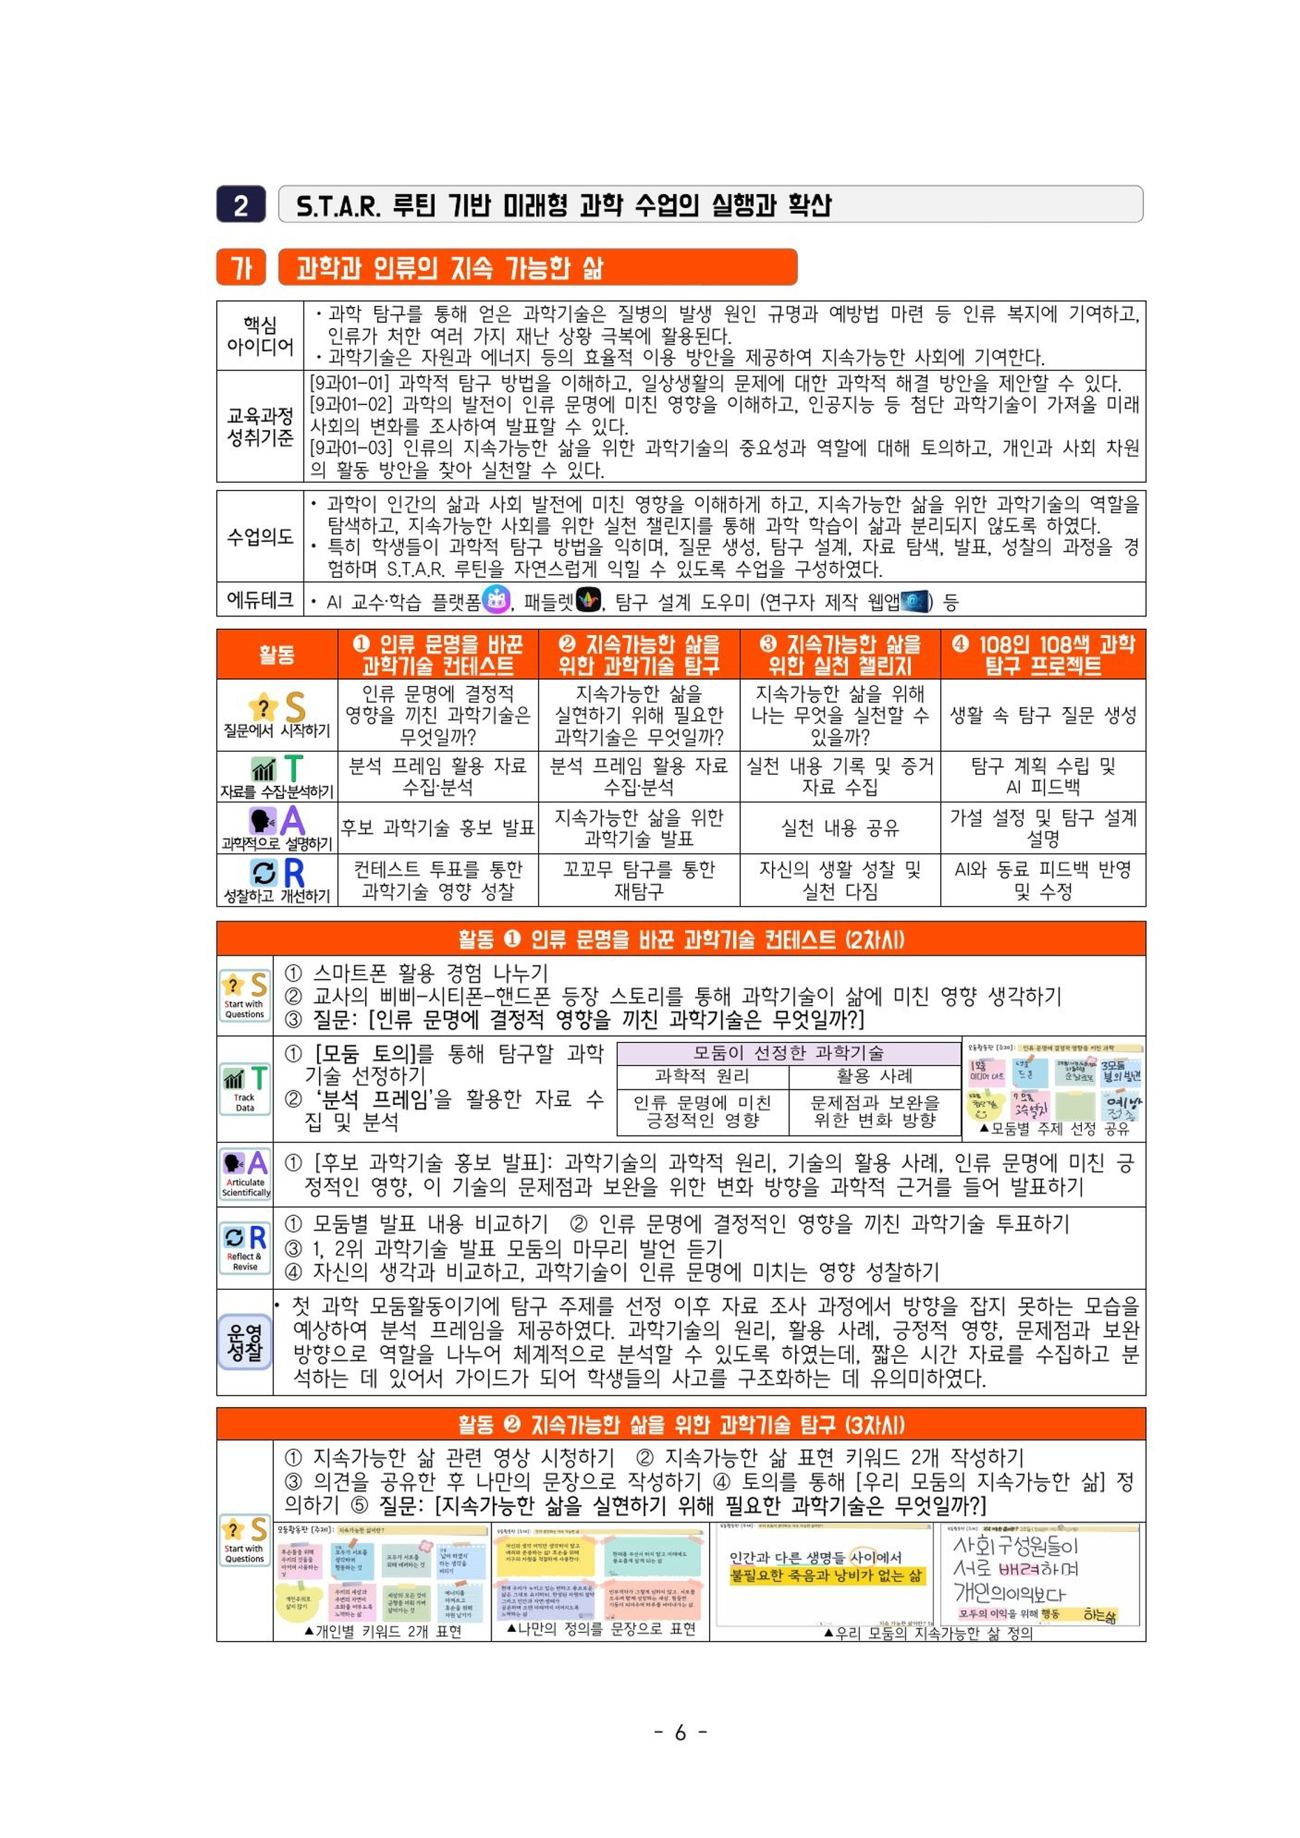 2 S.T.A.R. 루틴 기반 미래형 과학 수업의 실행과 확산
가 과학과 인류의 지속 가능한 삶
핵심
아이디어
・과학 탐구를 통해 얻은 과학기술은 질병의 발생 원인 규명과 예방법 마련 등 인류 복지에 기여하고,
인류가 처한 여러 가지 재난 상황 극복에 활용된다.
・과학기술은 자원과 에너지 등의 효율적 이용 방안을 제공하여 지속가능한 사회에 기여한다.
교육과정
성취기준
[9과01-01] 과학적 탐구 방법을 이해하고, 일상생활의 문제에 대한 과학적 해결 방안을 제안할 수 있다.
[9과01-02] 과학의 발전이 인류 문명에 미친 영향을 이해하고, 인공지능 등 첨단 과학기술이 가져올 미래
사회의 변화를 조사하여 발표할 수 있다.
[9과01-03] 인류의 지속가능한 삶을 위한 과학기술의 중요성과 역할에 대해 토의하고, 개인과 사회 차원
의 활동 방안을 찾아 실천할 수 있다.
수업의도
• 과학이 인간의 삶과 사회 발전에 미친 영향을 이해하게 하고, 지속가능한 삶을 위한 과학기술의 역할을
탐색하고, 지속가능한 사회를 위한 실천 챌린지를 통해 과학 학습이 삶과 분리되지 않도록 하였다.
• 특히 학생들이 과학적 탐구 방법을 익히며, 질문 생성, 탐구 설계, 자료 탐색, 발표, 성찰의 과정을 경
험하며 S.T.A.R. 루틴을 자연스럽게 익힐 수 있도록 수업을 구성하였다.
에듀테크
• AI 교수·학습 플랫폼, 패들렛, 탐구 설계 도우미 (연구자 제작 웹앱) 등
활동
❶ 인류 문명을 바꾼
과학기술 컨테스트
❷ 지속가능한 삶을
위한 과학기술 탐구
❸ 지속가능한 삶을
위한 실천 챌린지
❹ 108인 108색 과학
탐구 프로젝트
? S
질문에서 시작하기
인류 문명에 결정적
영향을 끼친 과학기술은
무엇일까?
지속가능한 삶을
실현하기 위해 필요한
과학기술은 무엇일까?
지속가능한 삶을 위해
나는 무엇을 실천할 수
있을까?
생활 속 탐구 질문 생성
T
자료를 수집·분석하기
분석 프레임 활용 자료
수집·분석
분석 프레임 활용 자료
수집·분석
실천 내용 기록 및 증거
자료 수집
탐구 계획 수립 및
AI 피드백
A
과학적으로 설명하기
후보 과학기술 홍보 발표
지속가능한 삶을 위한
과학기술 발표
실천 내용 공유
가설 설정 및 탐구 설계
설명
R
성찰하고 개선하기
컨테스트 투표를 통한
과학기술 영향 성찰
꼬꼬무 탐구를 통한
재탐구
자신의 생활 성찰 및
실천 다짐
AI와 동료 피드백 반영
및 수정
활동 ❶ 인류 문명을 바꾼 과학기술 컨테스트 (2차시)
? S
Start with
Questions
① 스마트폰 활용 경험 나누기
② 교사의 삐삐-시티폰-핸드폰 등장 스토리를 통해 과학기술이 삶에 미친 영향 생각하기
③ 질문: [인류 문명에 결정적 영향을 끼친 과학기술은 무엇일까?]
T
Track
Data
① [모둠 토의]를 통해 탐구할 과학
기술 선정하기
② ‘분석 프레임’을 활용한 자료 수
집 및 분석
모둠이 선정한 과학기술
과학적 원리 활용 사례
인류 문명에 미친
긍정적인 영향
문제점과 보완을
위한 변화 방향
모둠활동판 [주제]: 인류 문명에 결정적 영향을 끼친 과학
▲모둠별 주제 선정 공유
A
Articulate
Scientifically
① [후보 과학기술 홍보 발표]: 과학기술의 과학적 원리, 기술의 활용 사례, 인류 문명에 미친 긍
정적인 영향, 이 기술의 문제점과 보완을 위한 변화 방향을 과학적 근거를 들어 발표하기
R
Reflect &
Revise
① 모둠별 발표 내용 비교하기 ② 인류 문명에 결정적인 영향을 끼친 과학기술 투표하기
③ 1, 2위 과학기술 발표 모둠의 마무리 발언 듣기
④ 자신의 생각과 비교하고, 과학기술이 인류 문명에 미치는 영향 성찰하기
운영
성찰
• 첫 과학 모둠활동이기에 탐구 주제를 선정 이후 자료 조사 과정에서 방향을 잡지 못하는 모습을
예상하여 분석 프레임을 제공하였다. 과학기술의 원리, 활용 사례, 긍정적 영향, 문제점과 보완
방향으로 역할을 나누어 체계적으로 분석할 수 있도록 하였는데, 짧은 시간 자료를 수집하고 분
석하는 데 있어서 가이드가 되어 학생들의 사고를 구조화하는 데 유의미하였다.
활동 ❷ 지속가능한 삶을 위한 과학기술 탐구 (3차시)
? S
Start with
Questions
① 지속가능한 삶 관련 영상 시청하기 ② 지속가능한 삶 표현 키워드 2개 작성하기
③ 의견을 공유한 후 나만의 문장으로 작성하기 ④ 토의를 통해 [우리 모둠의 지속가능한 삶] 정
의하기 ⑤ 질문: [지속가능한 삶을 실현하기 위해 필요한 과학기술은 무엇일까?]
모둠활동판 [주제]: 지속가능한 삶이란?
▲개인별 키워드 2개 표현
▲나만의 정의를 문장으로 표현
인간과 다른 생명들 사이에서
불필요한 죽음과 낭비가 없는 삶
사회 구성원들이
서로 배려하며
개인의이익보다
모두의 이익을 위해 행동 하는삶
▲우리 모둠의 지속가능한 삶 정의
- 6 -